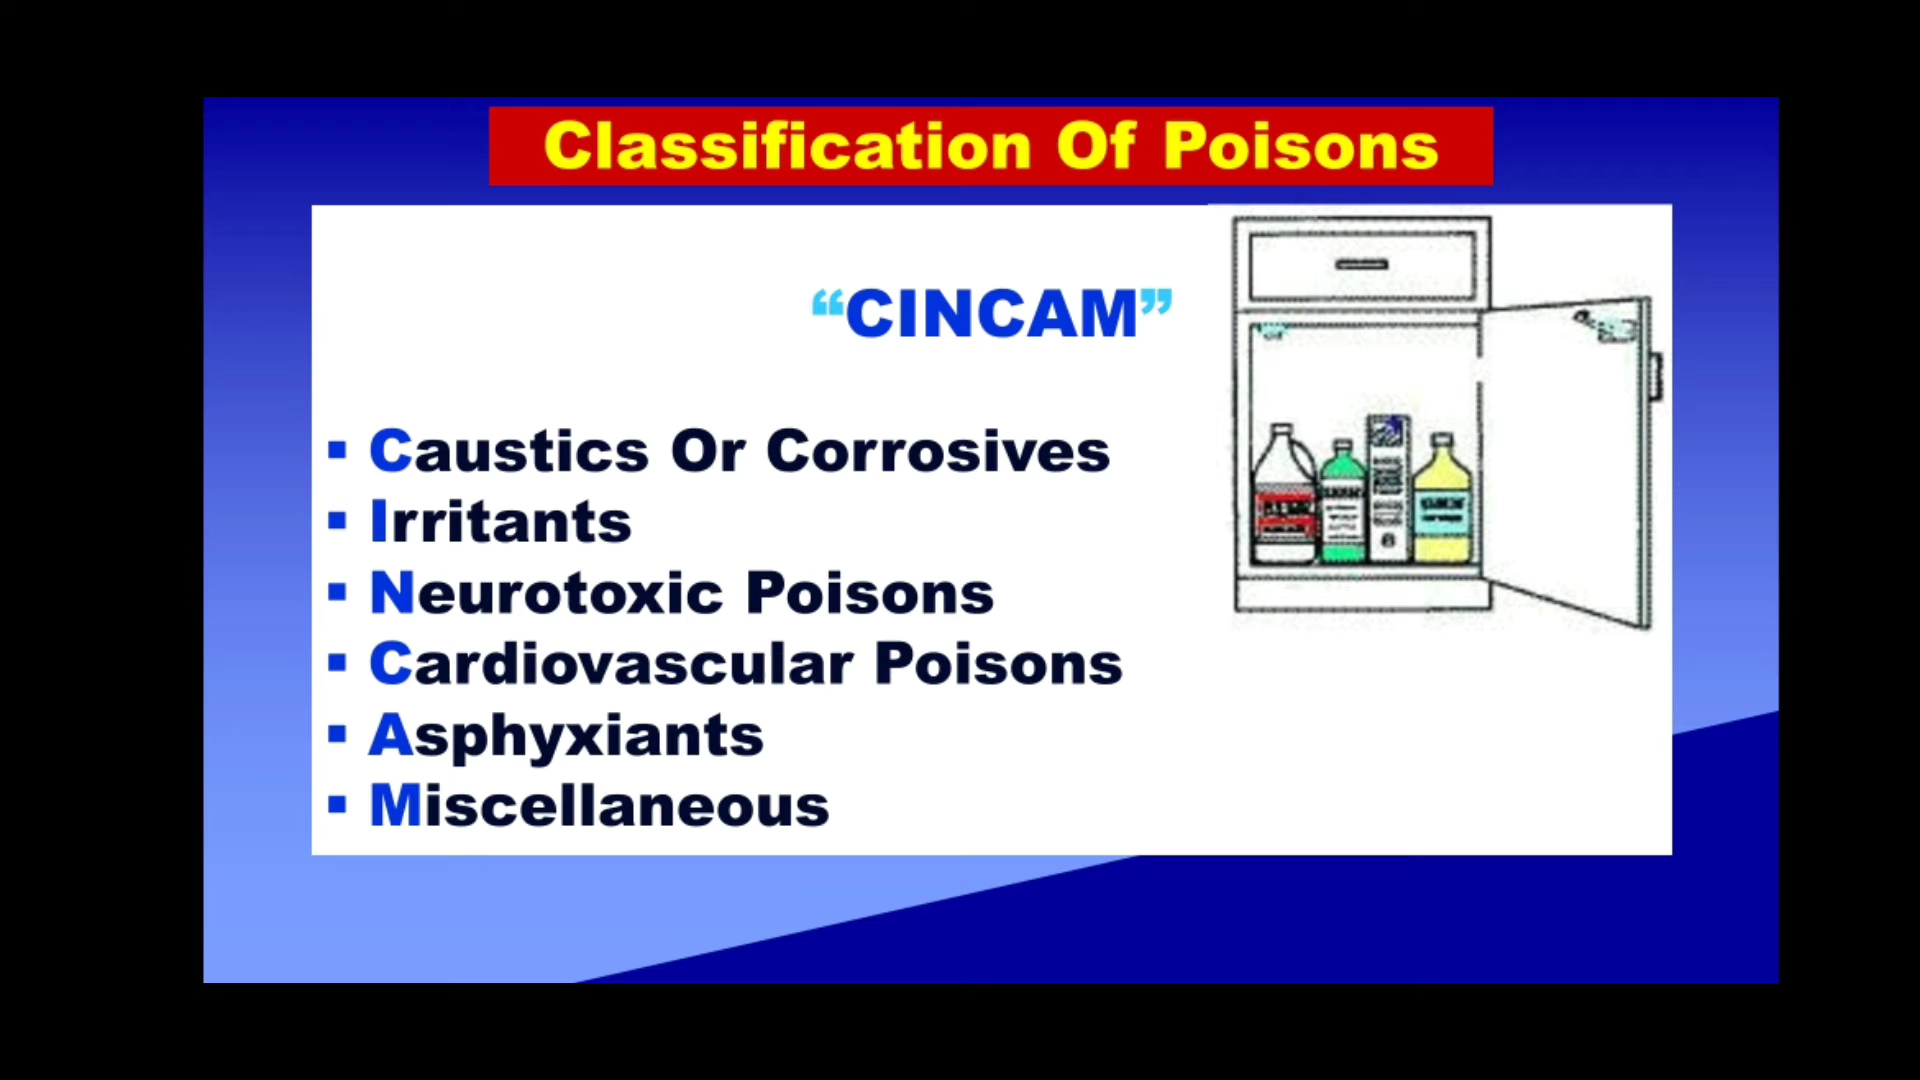 Classification Of Poisons
“CINCAM”
▪ Caustics Or Corrosives
▪ Irritants
▪ Neurotoxic Poisons
▪ Cardiovascular Poisons
▪ Asphyxiants
▪ Miscellaneous